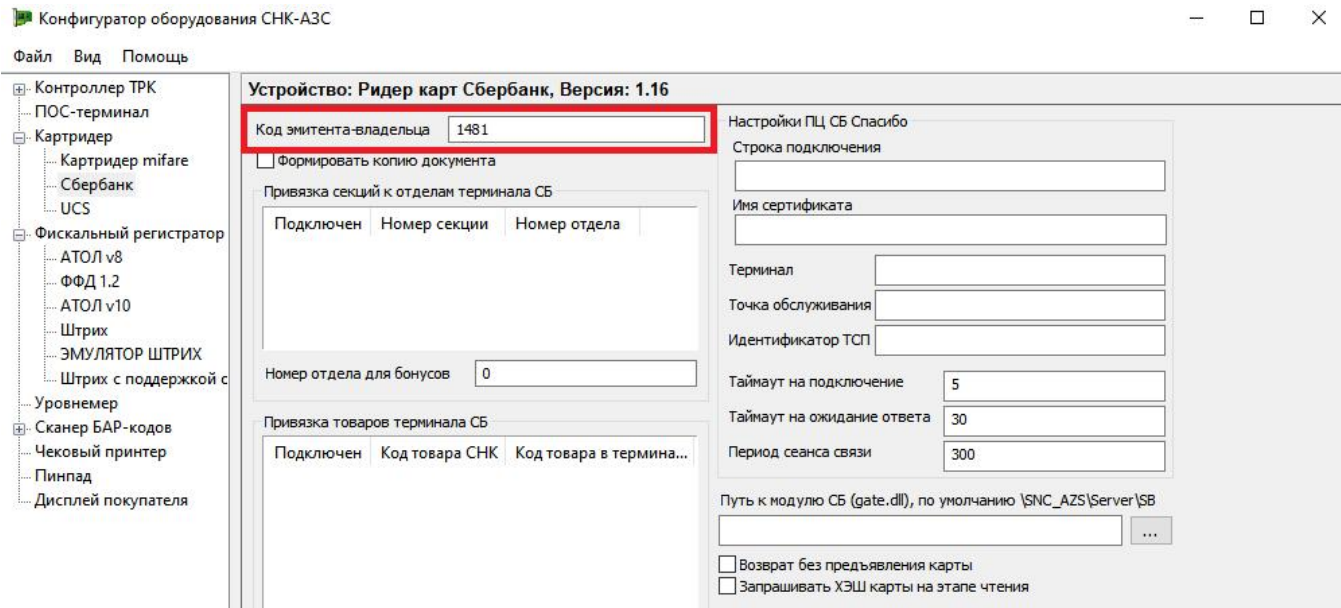 Конфигуратор оборудования СНК-АЗС
Файл Вид Помощь
Контроллер ТРК
ПОС-терминал
Картридер
Картридер mifare
Сбербанк
UCS
Фискальный регистратор
АТОЛ v8
ФФД 1.2
АТОЛ v10
Штрих
ЭМУЛЯТОР ШТРИХ
Штрих с поддержкой с
Уровнемер
Сканер БАР-кодов
Чековый принтер
Пинпад
Дисплей покупателя
Устройство: Ридер карт Сбербанк, Версия: 1.16
Код эмитента-владельца 1481
Формировать копию документа
Привязка секций к отделам терминала СБ
Подключен Номер секции Номер отдела
Номер отдела для бонусов 0
Привязка товаров терминала СБ
Подключен Код товара СНК Код товара в термина...
Настройки ПЦ СБ Спасибо
Строка подключения
Имя сертификата
Терминал
Точка обслуживания
Идентификатор ТСП
Таймаут на подключение 5
Таймаут на ожидание ответа 30
Период сеанса связи 300
Путь к модулю СБ (gate.dll), по умолчанию \SNC_AZS\Server\SB
...
Возврат без предъявления карты
Запрашивать ХЭШ карты на этапе чтения